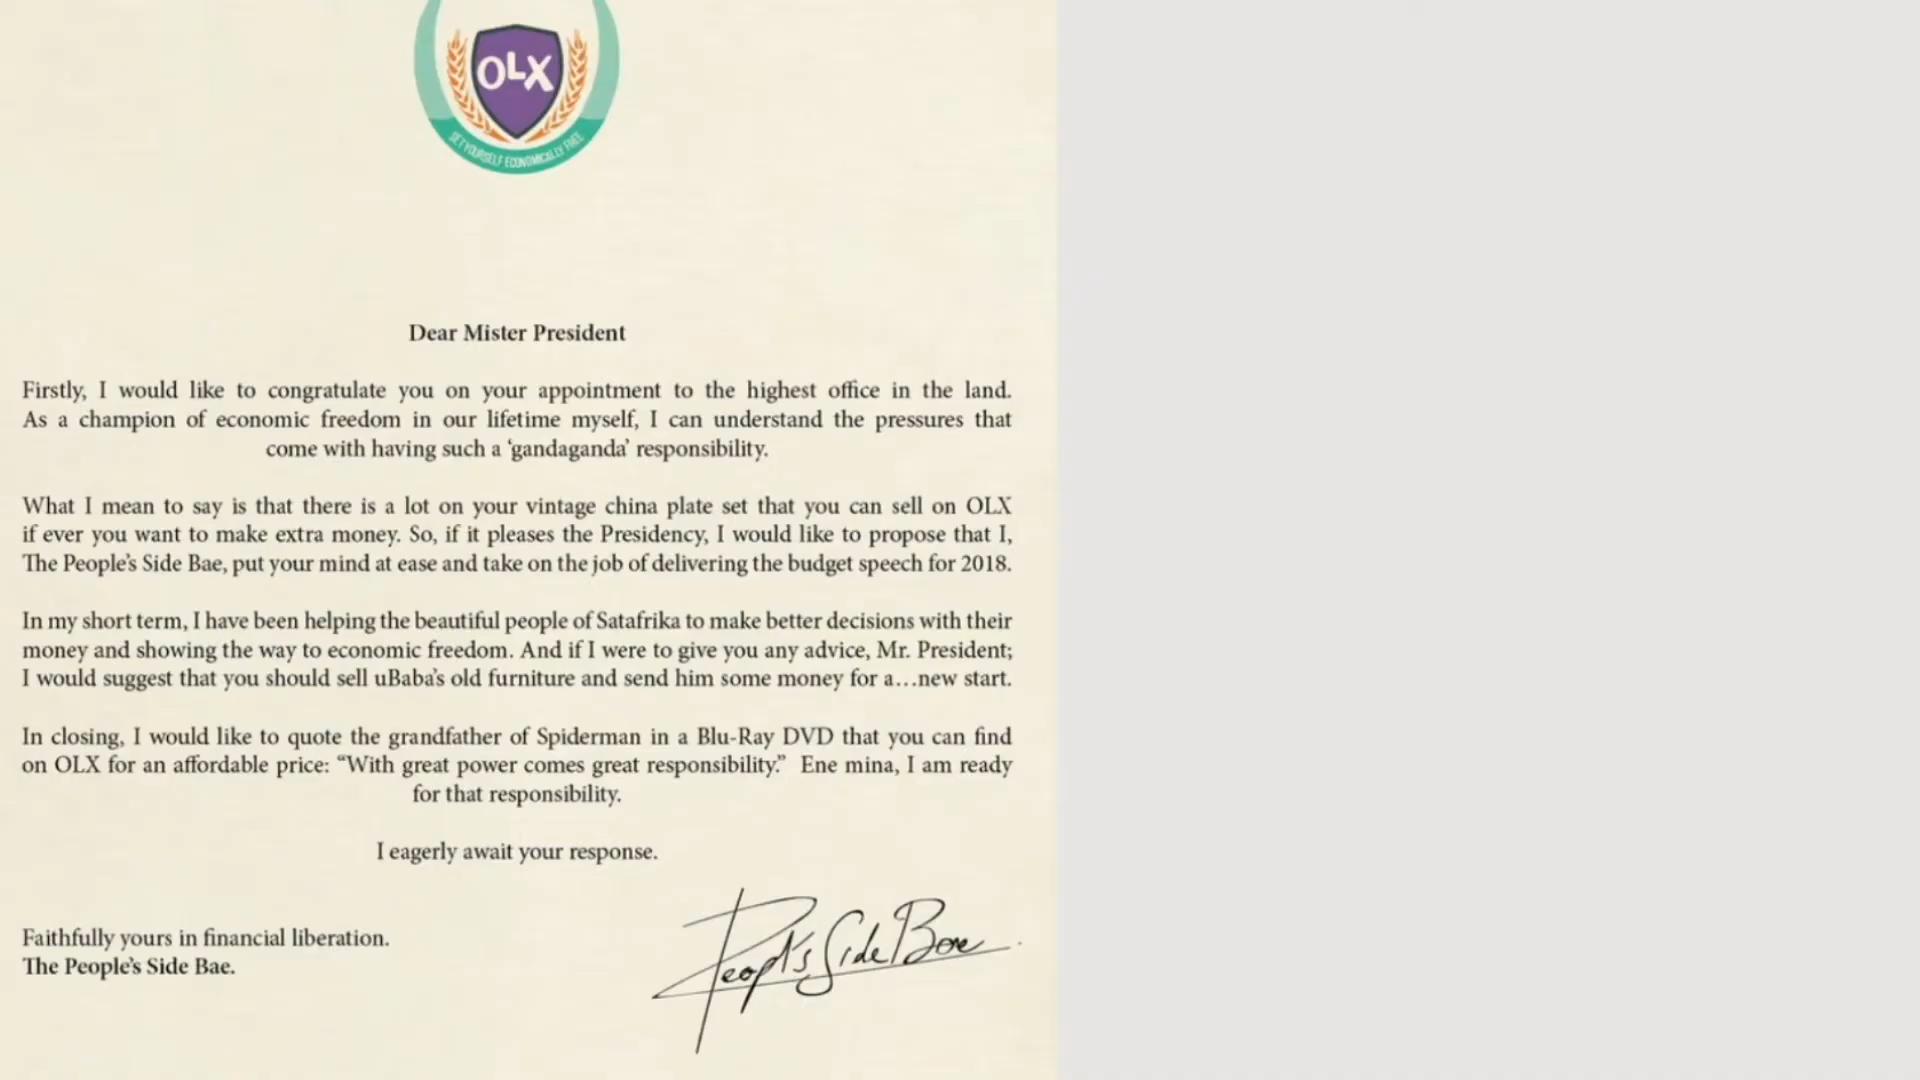 OLX
SET YOURSELF ECONOMICALLY FREE
Dear Mister President
Firstly, I would like to congratulate you on your appointment to the highest office in the land.
As a champion of economic freedom in our lifetime myself, I can understand the pressures that
come with having such a ‘gandaganda’ responsibility.
What I mean to say is that there is a lot on your vintage china plate set that you can sell on OLX
if ever you want to make extra money. So, if it pleases the Presidency, I would like to propose that I,
The People’s Side Bae, put your mind at ease and take on the job of delivering the budget speech for 2018.
In my short term, I have been helping the beautiful people of Satafrika to make better decisions with their
money and showing the way to economic freedom. And if I were to give you any advice, Mr. President;
I would suggest that you should sell uBaba’s old furniture and send him some money for a…new start.
In closing, I would like to quote the grandfather of Spiderman in a Blu-Ray DVD that you can find
on OLX for an affordable price: “With great power comes great responsibility.” Ene mina, I am ready
for that responsibility.
I eagerly await your response.
Faithfully yours in financial liberation.
The People’s Side Bae.
People's Side Bae